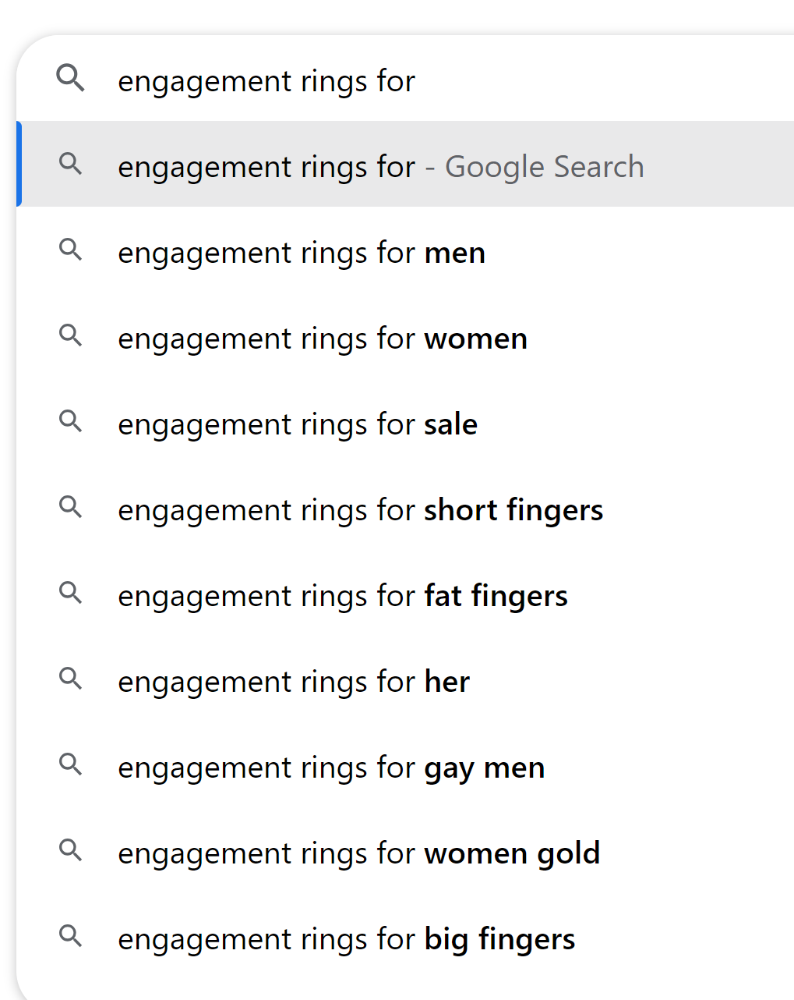 engagement rings for
engagement rings for - Google Search
engagement rings for men
engagement rings for women
engagement rings for sale
engagement rings for short fingers
engagement rings for fat fingers
engagement rings for her
engagement rings for gay men
engagement rings for women gold
engagement rings for big fingers